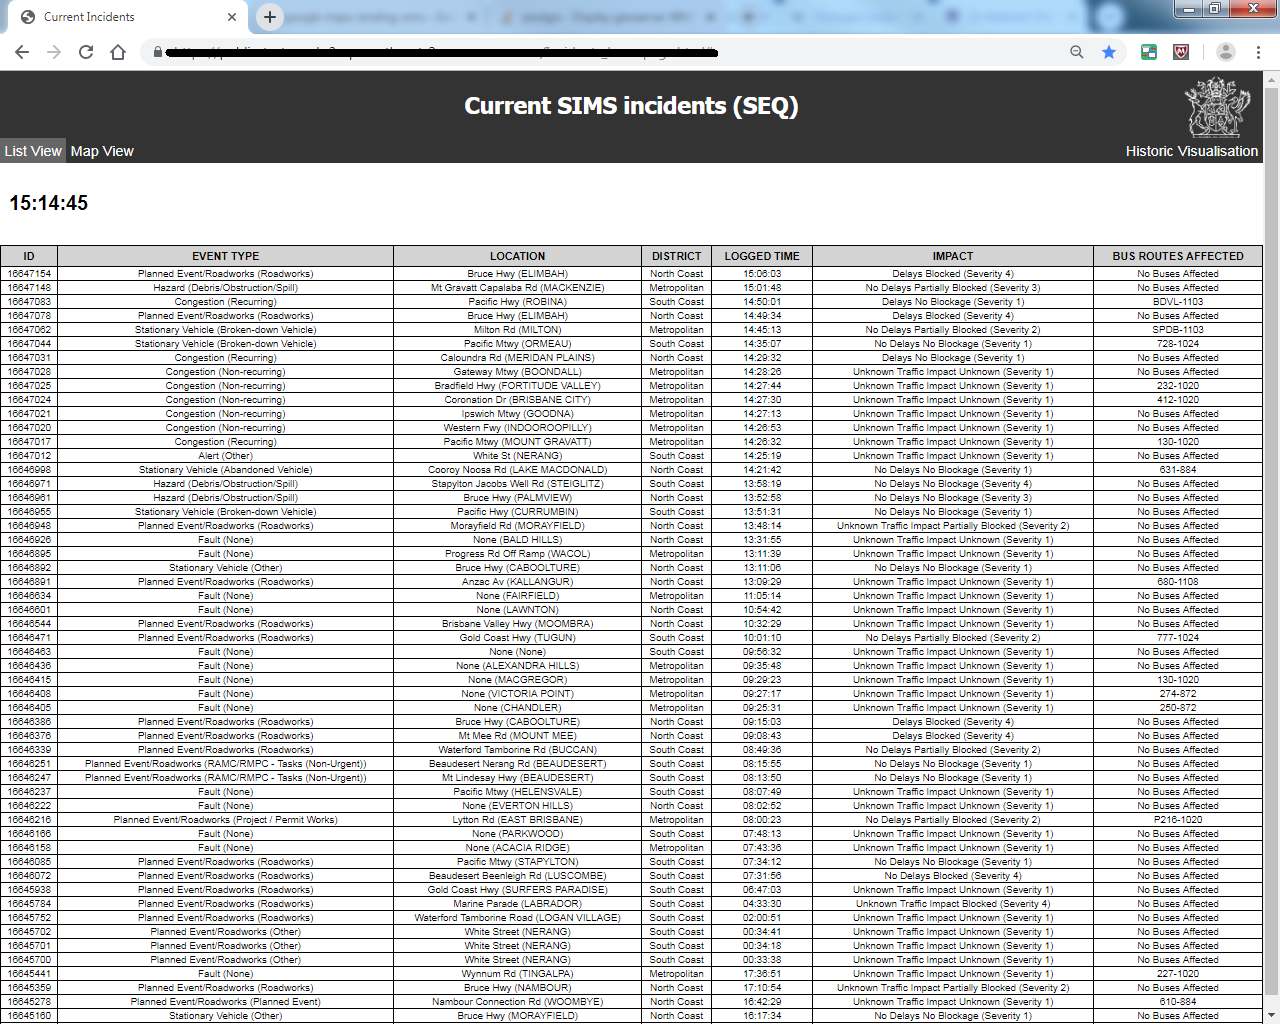 Current Incidents
Current SIMS incidents (SEQ)
List View Map View Historic Visualisation
15:14:45
ID EVENT TYPE LOCATION DISTRICT LOGGED TIME IMPACT BUS ROUTES AFFECTED
16647154 Planned Event/Roadworks (Roadworks) Bruce Hwy (ELIMBAH) North Coast 15:06:03 Delays Blocked (Severity 4) No Buses Affected
16647148 Hazard (Debris/Obstruction/Spill) Mt Gravatt Capalaba Rd (MACKENZIE) Metropolitan 15:01:48 No Delays Partially Blocked (Severity 3) No Buses Affected
16647083 Congestion (Recurring) Pacific Hwy (ROBINA) South Coast 14:50:01 Delays No Blockage (Severity 1) BDVL-1103
16647078 Planned Event/Roadworks (Roadworks) Bruce Hwy (ELIMBAH) North Coast 14:49:34 Delays Blocked (Severity 4) No Buses Affected
16647062 Stationary Vehicle (Broken-down Vehicle) Milton Rd (MILTON) Metropolitan 14:45:13 No Delays Partially Blocked (Severity 2) SPDB-1103
16647044 Stationary Vehicle (Broken-down Vehicle) Pacific Mtwy (ORMEAU) South Coast 14:35:07 No Delays No Blockage (Severity 1) 728-1024
16647031 Congestion (Recurring) Caloundra Rd (MERIDAN PLAINS) North Coast 14:29:32 Delays No Blockage (Severity 1) No Buses Affected
16647028 Congestion (Non-recurring) Gateway Mtwy (BOONDALL) Metropolitan 14:28:26 Unknown Traffic Impact Unknown (Severity 1) No Buses Affected
16647025 Congestion (Non-recurring) Bradfield Hwy (FORTITUDE VALLEY) Metropolitan 14:27:44 Unknown Traffic Impact Unknown (Severity 1) 232-1020
16647024 Congestion (Non-recurring) Coronation Dr (BRISBANE CITY) Metropolitan 14:27:30 Unknown Traffic Impact Unknown (Severity 1) 412-1020
16647021 Congestion (Non-recurring) Ipswich Mtwy (GOODNA) Metropolitan 14:27:13 Unknown Traffic Impact Unknown (Severity 1) No Buses Affected
16647020 Congestion (Non-recurring) Western Fwy (INDOOROOPILLY) Metropolitan 14:26:53 Unknown Traffic Impact Unknown (Severity 1) No Buses Affected
16647017 Congestion (Recurring) Pacific Mtwy (MOUNT GRAVATT) Metropolitan 14:26:32 Unknown Traffic Impact Unknown (Severity 1) 130-1020
16647012 Alert (Other) White St (NERANG) South Coast 14:25:19 Unknown Traffic Impact Unknown (Severity 1) No Buses Affected
16646998 Stationary Vehicle (Abandoned Vehicle) Cooroy Noosa Rd (LAKE MACDONALD) North Coast 14:21:42 No Delays No Blockage (Severity 1) 631-884
16646971 Hazard (Debris/Obstruction/Spill) Stapylton Jacobs Well Rd (STEIGLITZ) South Coast 13:58:19 No Delays No Blockage (Severity 4) No Buses Affected
16646961 Hazard (Debris/Obstruction/Spill) Bruce Hwy (PALMVIEW) North Coast 13:52:58 No Delays No Blockage (Severity 3) No Buses Affected
16646955 Stationary Vehicle (Broken-down Vehicle) Pacific Hwy (CURRUMBIN) South Coast 13:51:31 No Delays No Blockage (Severity 1) No Buses Affected
16646948 Planned Event/Roadworks (Roadworks) Morayfield Rd (MORAYFIELD) North Coast 13:48:14 Unknown Traffic Impact Partially Blocked (Severity 2) No Buses Affected
16646926 Fault (None) None (BALD HILLS) North Coast 13:31:55 Unknown Traffic Impact Unknown (Severity 1) No Buses Affected
16646895 Fault (None) Progress Rd Off Ramp (WACOL) Metropolitan 13:11:39 Unknown Traffic Impact Unknown (Severity 1) No Buses Affected
16646892 Stationary Vehicle (Other) Bruce Hwy (CABOOLTURE) North Coast 13:11:06 No Delays No Blockage (Severity 1) No Buses Affected
16646891 Planned Event/Roadworks (Roadworks) Anzac Av (KALLANGUR) North Coast 13:09:29 Unknown Traffic Impact Unknown (Severity 1) 680-1108
16646634 Fault (None) None (FAIRFIELD) Metropolitan 11:05:14 Unknown Traffic Impact Unknown (Severity 1) No Buses Affected
16646601 Fault (None) None (LAWNTON) North Coast 10:54:42 Unknown Traffic Impact Unknown (Severity 1) No Buses Affected
16646544 Planned Event/Roadworks (Roadworks) Brisbane Valley Hwy (MOOMBRA) North Coast 10:32:29 Unknown Traffic Impact Unknown (Severity 1) No Buses Affected
16646471 Planned Event/Roadworks (Roadworks) Gold Coast Hwy (TUGUN) South Coast 10:01:10 No Delays Partially Blocked (Severity 2) 777-1024
16646463 Fault (None) None (None) South Coast 09:56:32 Unknown Traffic Impact Unknown (Severity 1) No Buses Affected
16646436 Fault (None) None (ALEXANDRA HILLS) Metropolitan 09:35:48 Unknown Traffic Impact Unknown (Severity 1) No Buses Affected
16646415 Fault (None) None (MACGREGOR) Metropolitan 09:29:23 Unknown Traffic Impact Unknown (Severity 1) 130-1020
16646408 Fault (None) None (VICTORIA POINT) Metropolitan 09:27:17 Unknown Traffic Impact Unknown (Severity 1) 274-872
16646405 Fault (None) None (CHANDLER) Metropolitan 09:25:31 Unknown Traffic Impact Unknown (Severity 1) 250-872
16646386 Planned Event/Roadworks (Roadworks) Bruce Hwy (CABOOLTURE) North Coast 09:15:03 Delays Blocked (Severity 4) No Buses Affected
16646376 Planned Event/Roadworks (Roadworks) Mt Mee Rd (MOUNT MEE) North Coast 09:08:43 Delays Blocked (Severity 4) No Buses Affected
16646339 Planned Event/Roadworks (Roadworks) Waterford Tamborine Rd (BUCCAN) South Coast 08:49:36 No Delays Partially Blocked (Severity 2) No Buses Affected
16646251 Planned Event/Roadworks (RAMC/RMPC - Tasks (Non-Urgent)) Beaudesert Nerang Rd (BEAUDESERT) South Coast 08:15:55 No Delays No Blockage (Severity 1) No Buses Affected
16646247 Planned Event/Roadworks (RAMC/RMPC - Tasks (Non-Urgent)) Mt Lindesay Hwy (BEAUDESERT) South Coast 08:13:50 No Delays No Blockage (Severity 1) No Buses Affected
16646237 Fault (None) Pacific Mtwy (HELENSVALE) South Coast 08:07:49 Unknown Traffic Impact Unknown (Severity 1) No Buses Affected
16646222 Fault (None) None (EVERTON HILLS) North Coast 08:02:52 Unknown Traffic Impact Unknown (Severity 1) No Buses Affected
16646216 Planned Event/Roadworks (Project / Permit Works) Lytton Rd (EAST BRISBANE) Metropolitan 08:00:23 No Delays Partially Blocked (Severity 2) P216-1020
16646166 Fault (None) None (PARKWOOD) South Coast 07:48:13 Unknown Traffic Impact Unknown (Severity 1) No Buses Affected
16646158 Fault (None) None (ACACIA RIDGE) Metropolitan 07:43:36 Unknown Traffic Impact Unknown (Severity 1) No Buses Affected
16646085 Planned Event/Roadworks (Roadworks) Pacific Mtwy (STAPYLTON) South Coast 07:34:12 No Delays No Blockage (Severity 1) No Buses Affected
16646072 Planned Event/Roadworks (Roadworks) Beaudesert Beenleigh Rd (LUSCOMBE) South Coast 07:31:56 No Delays Blocked (Severity 4) No Buses Affected
16645938 Planned Event/Roadworks (Roadworks) Gold Coast Hwy (SURFERS PARADISE) South Coast 06:47:03 Unknown Traffic Impact Unknown (Severity 1) No Buses Affected
16645784 Planned Event/Roadworks (Roadworks) Marine Parade (LABRADOR) South Coast 04:33:30 Unknown Traffic Impact Blocked (Severity 4) No Buses Affected
16645752 Planned Event/Roadworks (Roadworks) Waterford Tamborine Road (LOGAN VILLAGE) South Coast 02:00:51 Unknown Traffic Impact Unknown (Severity 1) No Buses Affected
16645702 Planned Event/Roadworks (Other) White Street (NERANG) South Coast 00:34:41 Unknown Traffic Impact Unknown (Severity 1) No Buses Affected
16645701 Planned Event/Roadworks (Other) White Street (NERANG) South Coast 00:34:18 Unknown Traffic Impact Unknown (Severity 1) No Buses Affected
16645700 Planned Event/Roadworks (Other) White Street (NERANG) South Coast 00:33:38 Unknown Traffic Impact Unknown (Severity 1) No Buses Affected
16645441 Fault (None) Wynnum Rd (TINGALPA) Metropolitan 17:36:51 Unknown Traffic Impact Unknown (Severity 1) 227-1020
16645359 Planned Event/Roadworks (Roadworks) Bruce Hwy (NAMBOUR) North Coast 17:10:54 Unknown Traffic Impact Partially Blocked (Severity 2) No Buses Affected
16645278 Planned Event/Roadworks (Planned Event) Nambour Connection Rd (WOOMBYE) North Coast 16:42:29 Unknown Traffic Impact Unknown (Severity 1) 610-884
16645160 Stationary Vehicle (Other) Bruce Hwy (MORAYFIELD) North Coast 16:17:34 No Delays No Blockage (Severity 1) No Buses Affected